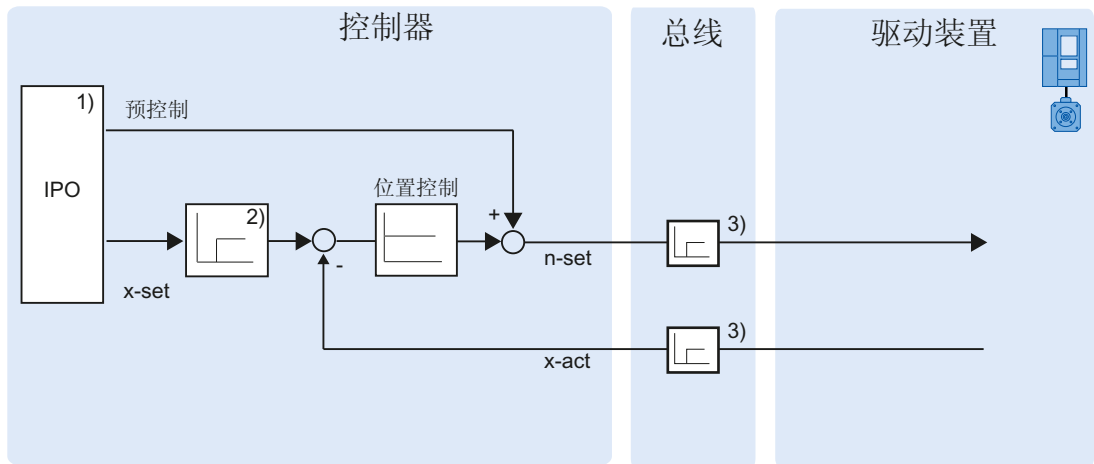 控制器
总线
驱动装置
1)
预控制
IPO
位置控制
2)
+
3)
-
n-set
x-set
3)
x-act